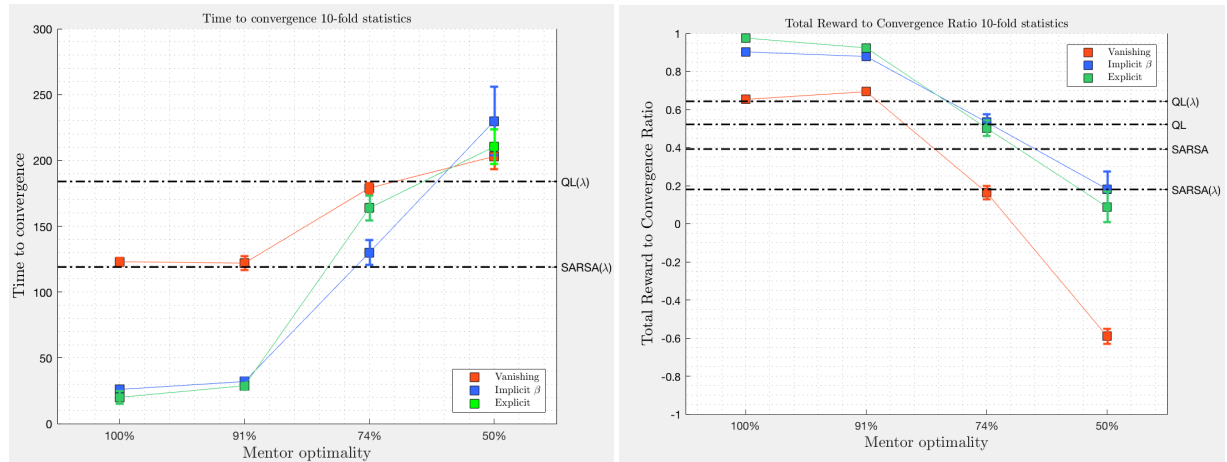 Time to convergence 10-fold statistics
300
250
200
150
100
50
0
Time to convergence
QL(λ)
SARSA(λ)
Vanishing
Implicit β
Explicit
100%
91%
74%
50%
Mentor optimality
Total Reward to Convergence Ratio 10-fold statistics
1
0.8
0.6
0.4
0.2
0
-0.2
-0.4
-0.6
-0.8
-1
Total Reward to Convergence Ratio
Vanishing
Implicit β
Explicit
QL(λ)
QL
SARSA
SARSA(λ)
100%
91%
74%
50%
Mentor optimality